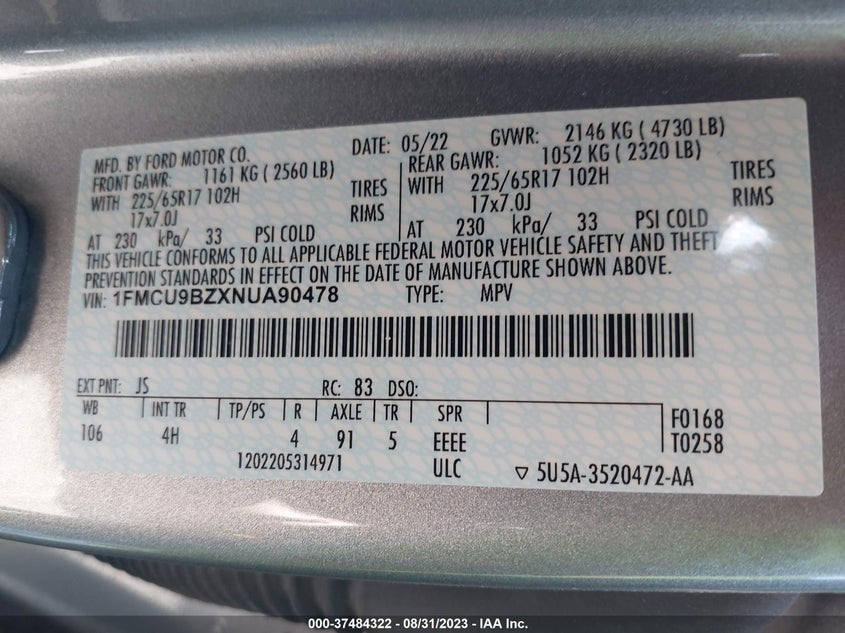 MFD. BY FORD MOTOR CO. DATE: 05/22 GVWR: 2146 KG ( 4730 LB)
FRONT GAWR: 1161 KG ( 2560 LB) REAR GAWR: 1052 KG ( 2320 LB)
WITH 225/65R17 102H TIRES WITH 225/65R17 102H TIRES
17x7.0J RIMS 17x7.0J RIMS
AT 230 kPa/ 33 PSI COLD AT 230 kPa/ 33 PSI COLD
THIS VEHICLE CONFORMS TO ALL APPLICABLE FEDERAL MOTOR VEHICLE SAFETY AND THEFT
PREVENTION STANDARDS IN EFFECT ON THE DATE OF MANUFACTURE SHOWN ABOVE.
VIN: 1FMCU9BZXNUA90478 TYPE: MPV
EXT PNT: JS RC: 83 DSO:
WB INT TR TP/PS R AXLE TR SPR F0168
106 4H 4 91 5 EEEE T0258
1202205314971 ULC ▽ 5U5A-3520472-AA
000-37484322 - 08/31/2023 - IAA Inc.